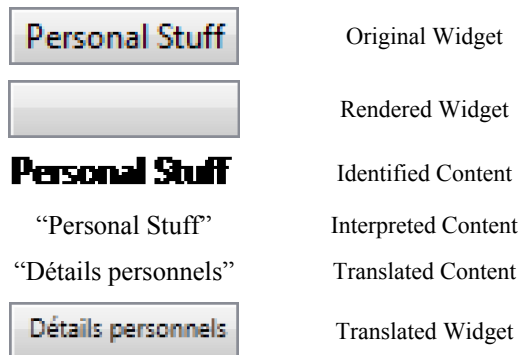 Personal Stuff Original Widget
Rendered Widget
Personal Stuff Identified Content
“Personal Stuff” Interpreted Content
“Détails personnels” Translated Content
Détails personnels Translated Widget